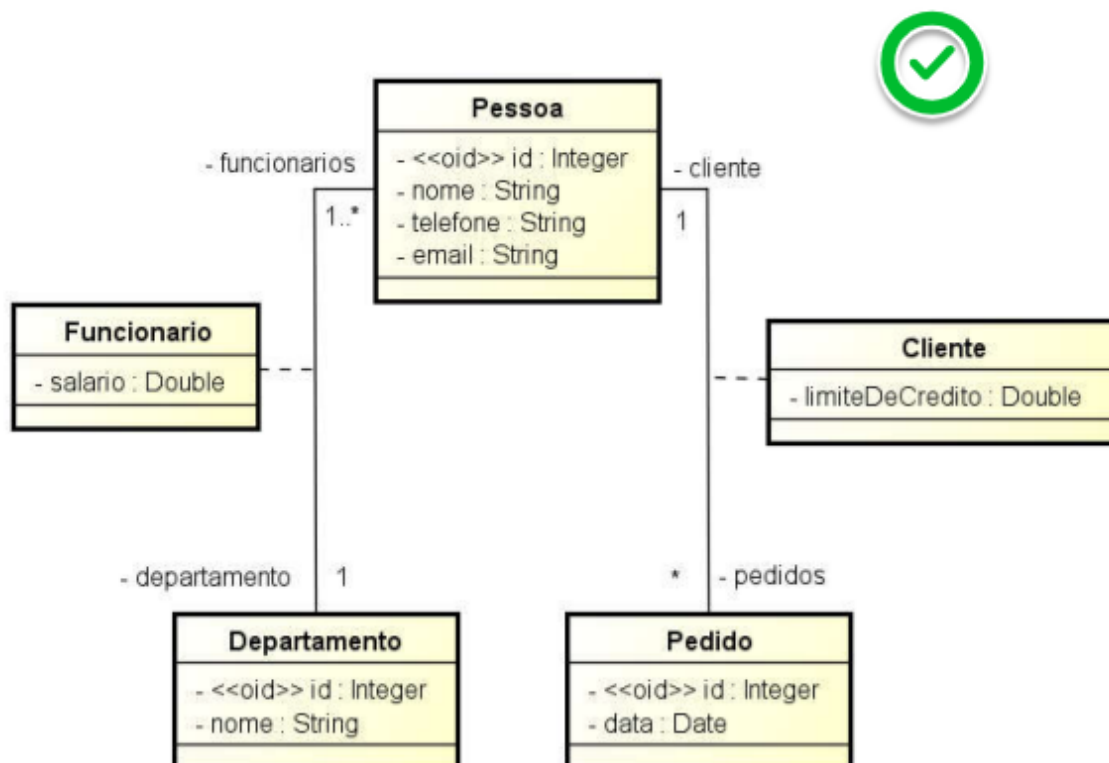 Pessoa
- <<oid>> id : Integer
- nome : String
- telefone : String
- email : String
- funcionarios
1..*
- cliente
1
Funcionario
- salario : Double
Cliente
- limiteDeCredito : Double
- departamento
1
*
- pedidos
Departamento
- <<oid>> id : Integer
- nome : String
Pedido
- <<oid>> id : Integer
- data : Date